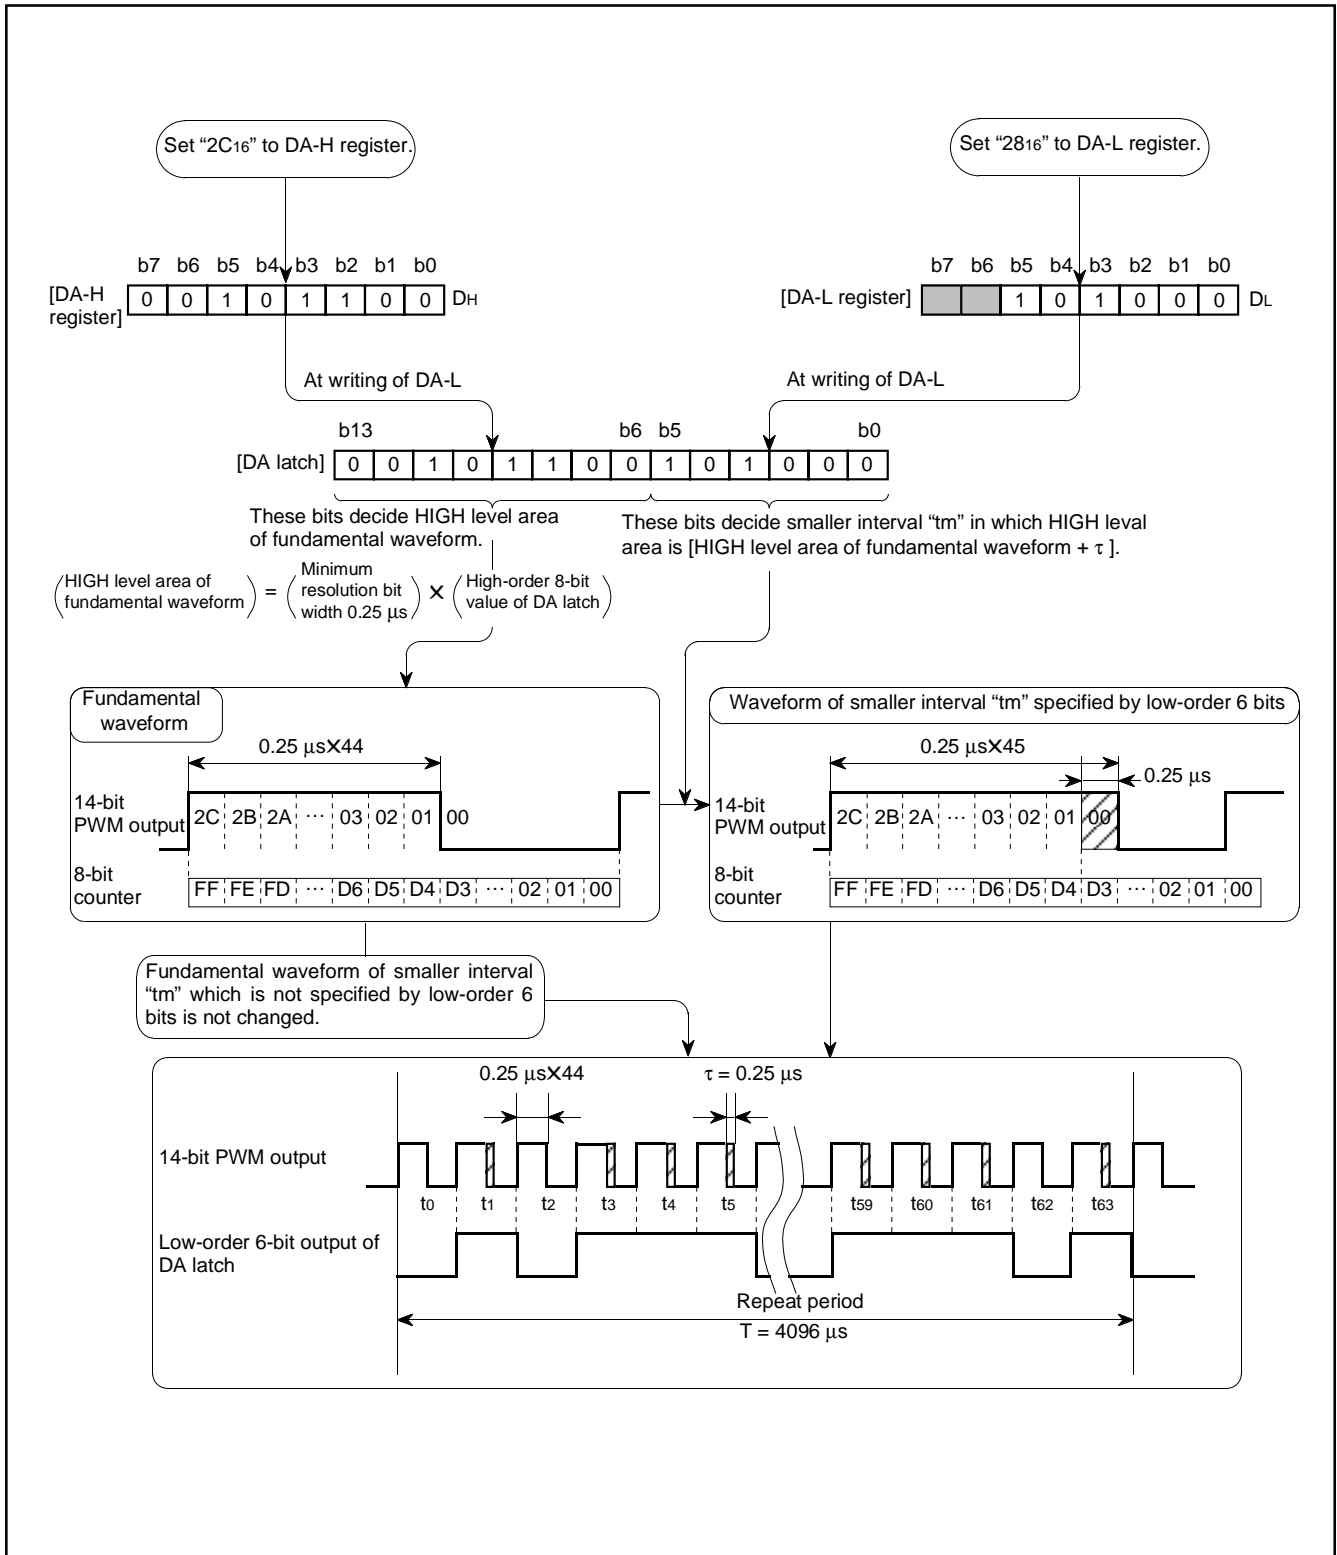 Set “2C16” to DA-H register.
Set “2816” to DA-L register.
b7 b6 b5 b4 b3 b2 b1 b0
[DA-H register] 0 0 1 0 1 1 0 0 DH
b7 b6 b5 b4 b3 b2 b1 b0
[DA-L register] 1 0 1 0 0 0 DL
At writing of DA-L
At writing of DA-L
b13 b6 b5 b0
[DA latch] 0 0 1 0 1 1 0 0 1 0 1 0 0 0
These bits decide HIGH level area
of fundamental waveform.
These bits decide smaller interval “tm” in which HIGH leval
area is [HIGH level area of fundamental waveform + τ ].
(HIGH level area of
fundamental waveform) = (Minimum
resolution bit
width 0.25 μs) × (High-order 8-bit
value of DA latch)
Fundamental
waveform
0.25 μs×44
14-bit
PWM output
2C 2B 2A ··· 03 02 01 00
8-bit
counter
FF FE FD ··· D6 D5 D4 D3 ··· 02 01 00
Waveform of smaller interval “tm” specified by low-order 6 bits
0.25 μs×45
0.25 μs
14-bit
PWM output
2C 2B 2A ··· 03 02 01 00
8-bit
counter
FF FE FD ··· D6 D5 D4 D3 ··· 02 01 00
Fundamental waveform of smaller interval
“tm” which is not specified by low-order 6
bits is not changed.
0.25 μs×44
τ = 0.25 μs
14-bit PWM output
t0 t1 t2 t3 t4 t5 t59 t60 t61 t62 t63
Low-order 6-bit output of
DA latch
Repeat period
T = 4096 μs